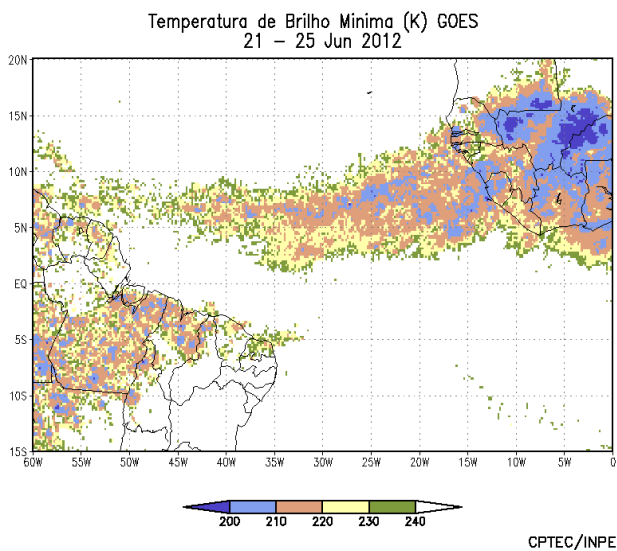 Temperatura de Brilho Minima (K) GOES
21 - 25 Jun 2012
20N
15N
10N
5N
EQ
5S
10S
15S
60W 55W 50W 45W 40W 35W 30W 25W 20W 15W 10W 5W 0
200 210 220 230 240
CPTEC/INPE